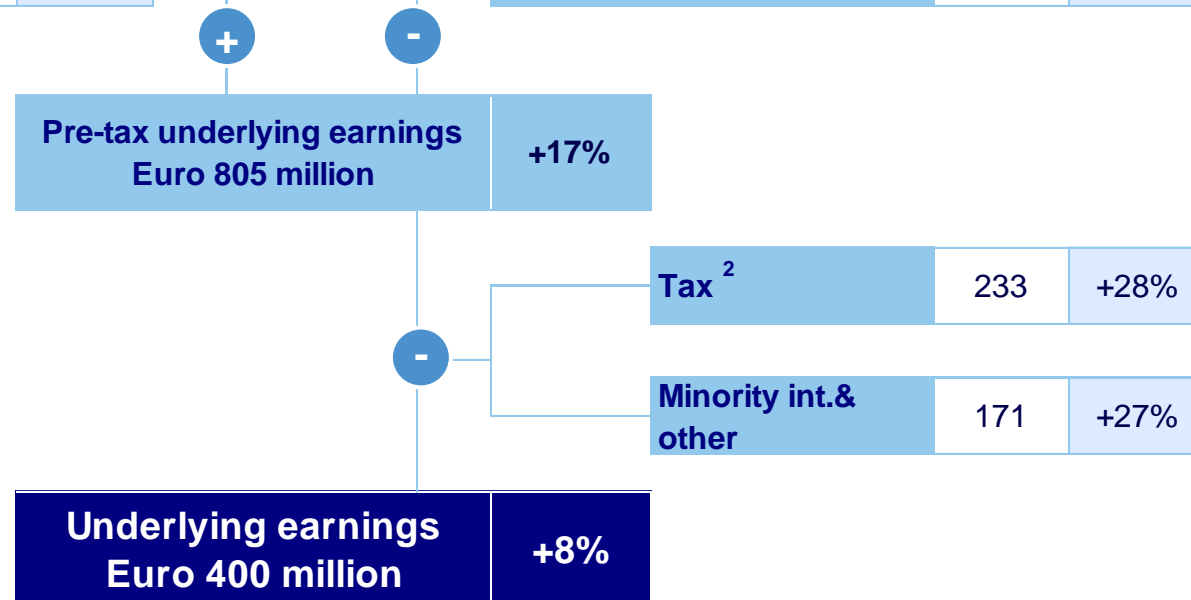 +
-
Pre-tax underlying earnings
Euro 805 million
+17%
Tax 2
233
+28%
-
Minority int.&
other
171
+27%
Underlying earnings
Euro 400 million
+8%